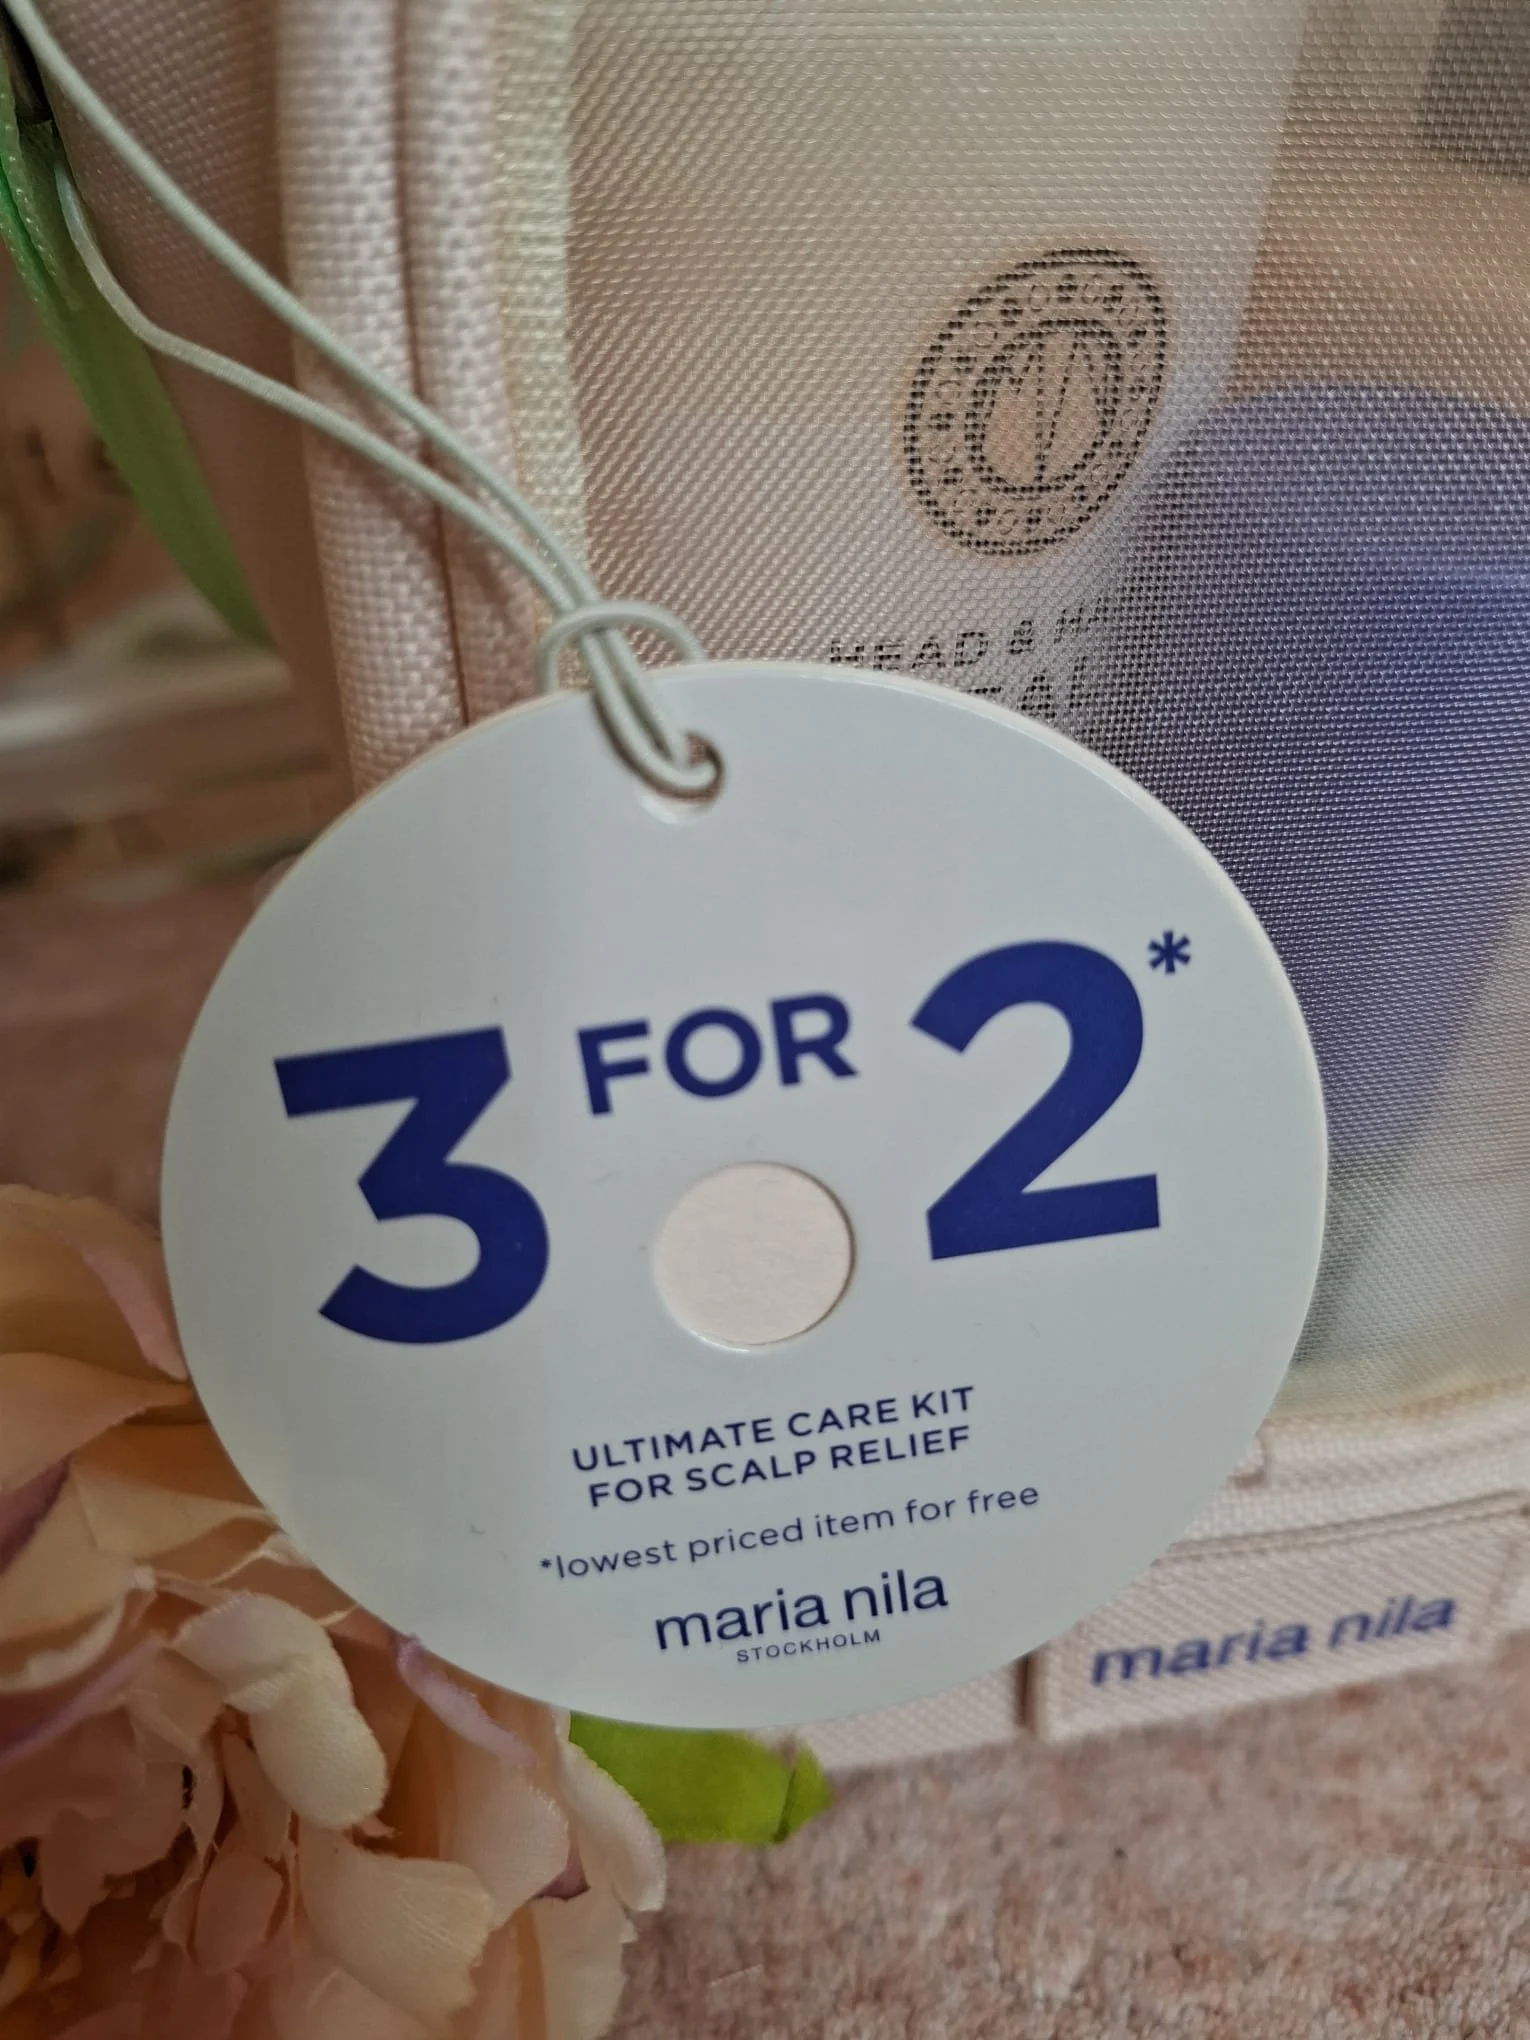 HEAD &
3 FOR 2*
ULTIMATE CARE KIT
FOR SCALP RELIEF
*lowest priced item for free
maria nila
STOCKHOLM
maria nila